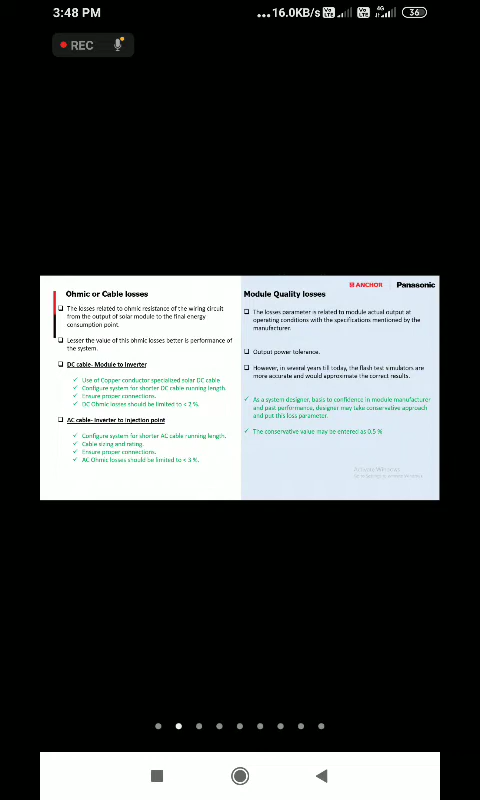 3:48 PM
16.0KB/s Vo LTE Vo LTE 4G 36
REC
ANCHOR Panasonic
Ohmic or Cable losses
The losses related to ohmic resistance of the wiring circuit
from the output of solar module to the final energy
consumption point.
Lesser the value of this ohmic losses better is performance of
the system.
DC cable- Module to Inverter
Use of Copper conductor specialized solar DC cable
Configure system for shorter DC cable running length.
Ensure proper connections.
DC Ohmic losses should be limited to < 2 %.
AC cable- Inverter to injection point
Configure system for shorter AC cable running length.
Cable sizing and rating.
Ensure proper connections.
AC Ohmic losses should be limited to < 3 %.
Module Quality losses
The losses parameter is related to module actual output at
operating conditions with the specifications mentioned by the
manufacturer.
Output power tolerance.
However, in several years till today, the flash test simulators are
more accurate and would approximate the correct results.
As a system designer, basis to confidence in module manufacturer
and past performance, designer may take conservative approach
and put this loss parameter.
The conservative value may be entered as 0.5 %
Activate Windows